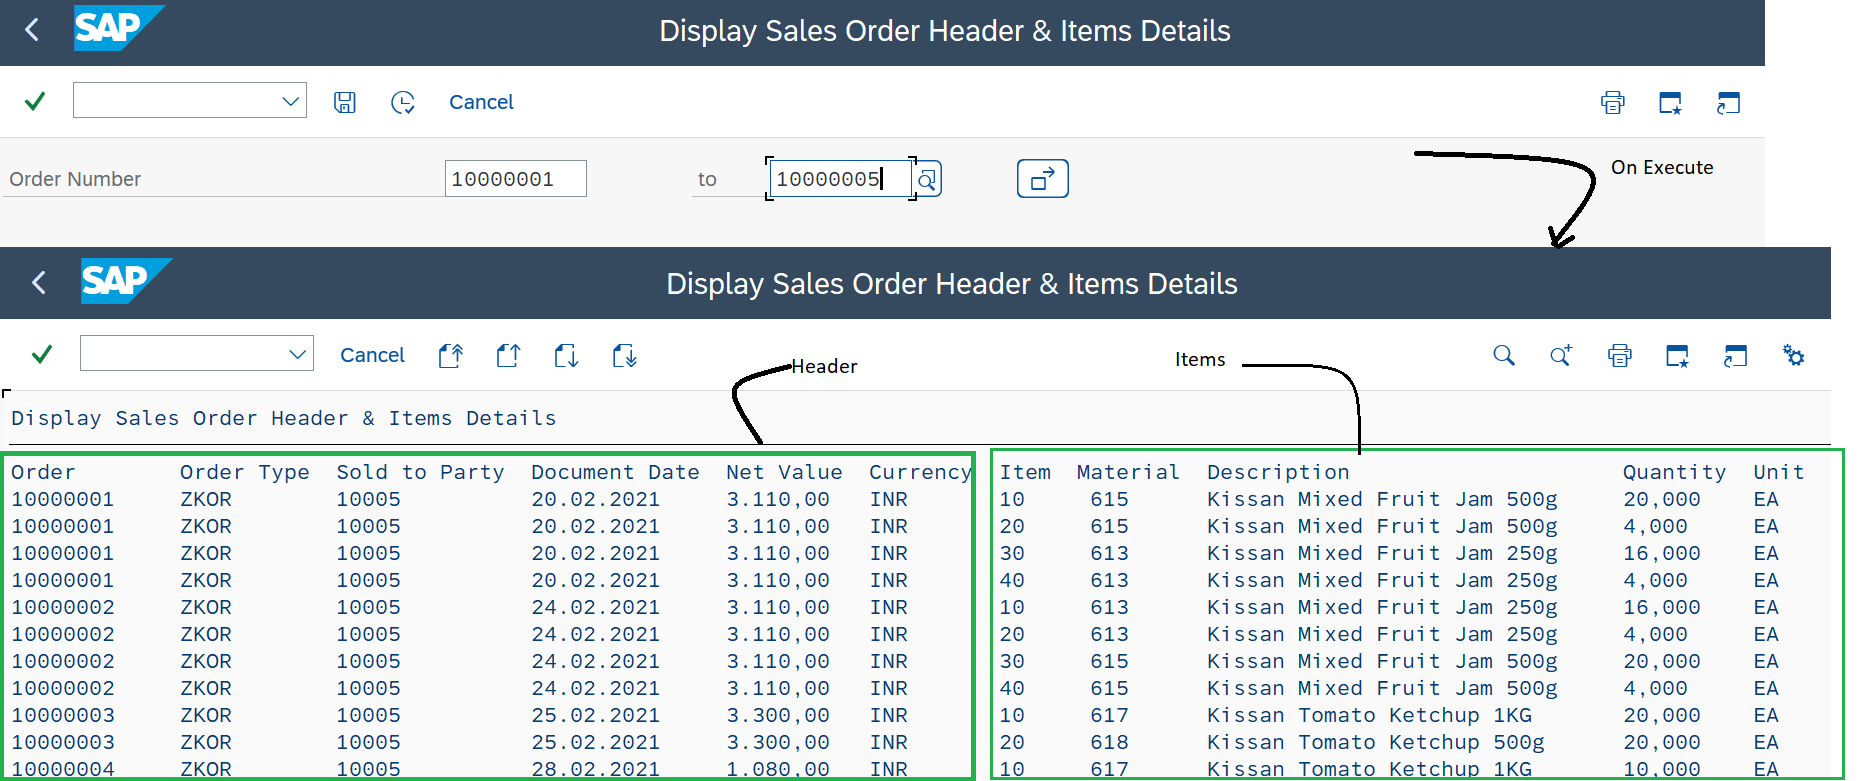 SAP
Display Sales Order Header & Items Details
Cancel
Order Number 10000001 to 10000005
On Execute
SAP
Display Sales Order Header & Items Details
Cancel
Header
Items
Display Sales Order Header & Items Details
Order Order Type Sold to Party Document Date Net Value Currency Item Material Description Quantity Unit
10000001 ZKOR 10005 20.02.2021 3.110,00 INR 10 615 Kissan Mixed Fruit Jam 500g 20,000 EA
10000001 ZKOR 10005 20.02.2021 3.110,00 INR 20 615 Kissan Mixed Fruit Jam 500g 4,000 EA
10000001 ZKOR 10005 20.02.2021 3.110,00 INR 30 613 Kissan Mixed Fruit Jam 250g 16,000 EA
10000001 ZKOR 10005 20.02.2021 3.110,00 INR 40 613 Kissan Mixed Fruit Jam 250g 4,000 EA
10000002 ZKOR 10005 24.02.2021 3.110,00 INR 10 613 Kissan Mixed Fruit Jam 250g 16,000 EA
10000002 ZKOR 10005 24.02.2021 3.110,00 INR 20 613 Kissan Mixed Fruit Jam 250g 4,000 EA
10000002 ZKOR 10005 24.02.2021 3.110,00 INR 30 615 Kissan Mixed Fruit Jam 500g 20,000 EA
10000002 ZKOR 10005 24.02.2021 3.110,00 INR 40 615 Kissan Mixed Fruit Jam 500g 4,000 EA
10000003 ZKOR 10005 25.02.2021 3.300,00 INR 10 617 Kissan Tomato Ketchup 1KG 20,000 EA
10000003 ZKOR 10005 25.02.2021 3.300,00 INR 20 618 Kissan Tomato Ketchup 500g 20,000 EA
10000004 ZKOR 10005 28.02.2021 1.080,00 INR 10 617 Kissan Tomato Ketchup 1KG 10,000 EA